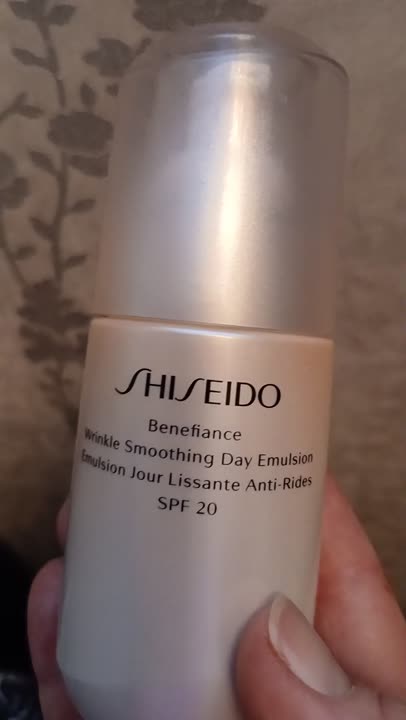 SHISEIDO
Benefiance
Wrinkle Smoothing Day Emulsion
Emulsion Jour Lissante Anti-Rides
SPF 20